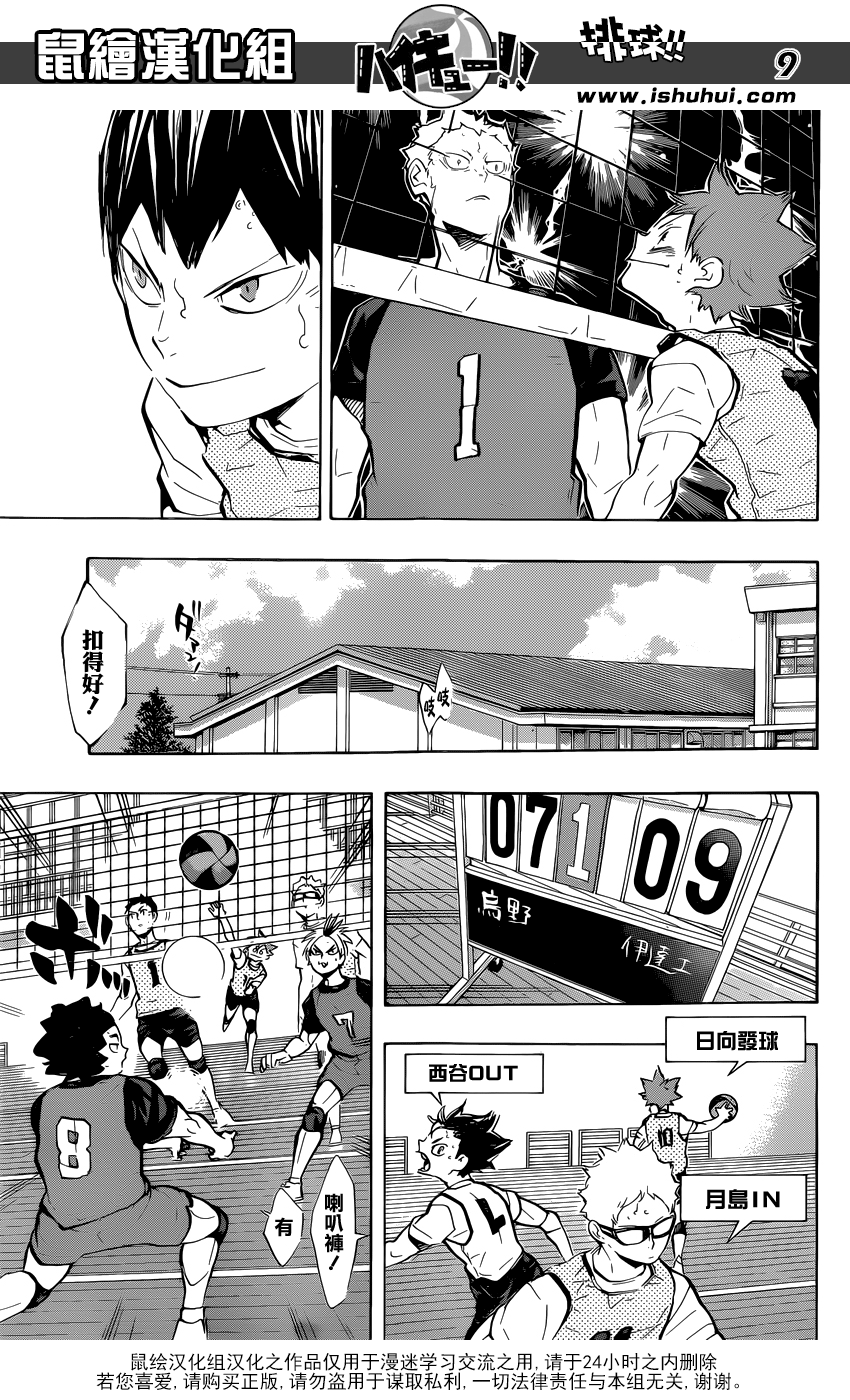 鼠繪漢化組
ハイキュー!!
排球!!
9
www.ishuhui.com
1
ダァン
扣得好!
吱
吱
07 1 09
烏野
伊達工
日向發球
西谷OUT
10
月島IN
4
1
7
8
喇叭褲!
有
鼠绘汉化组汉化之作品仅用于漫迷学习交流之用,请于24小时之内删除
若您喜爱,请购买正版,请勿盗用于谋取私利,一切法律责任与本组无关,谢谢。